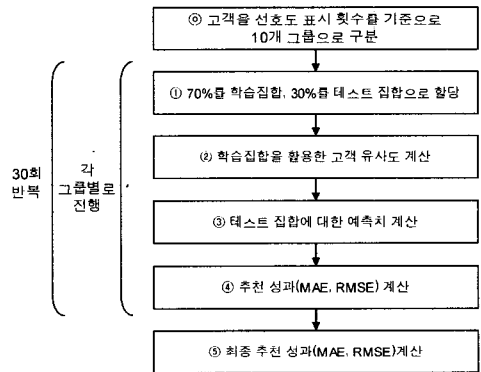 ⓪ 고객을 선호도 표시 횟수를 기준으로
10개 그룹으로 구분
① 70%를 학습집합, 30%를 테스트 집합으로 할당
② 학습집합을 활용한 고객 유사도 계산
③ 테스트 집합에 대한 예측치 계산
④ 추천 성과(MAE, RMSE) 계산
⑤ 최종 추천 성과(MAE, RMSE)계산
30회
반복
각
그룹별로
진행